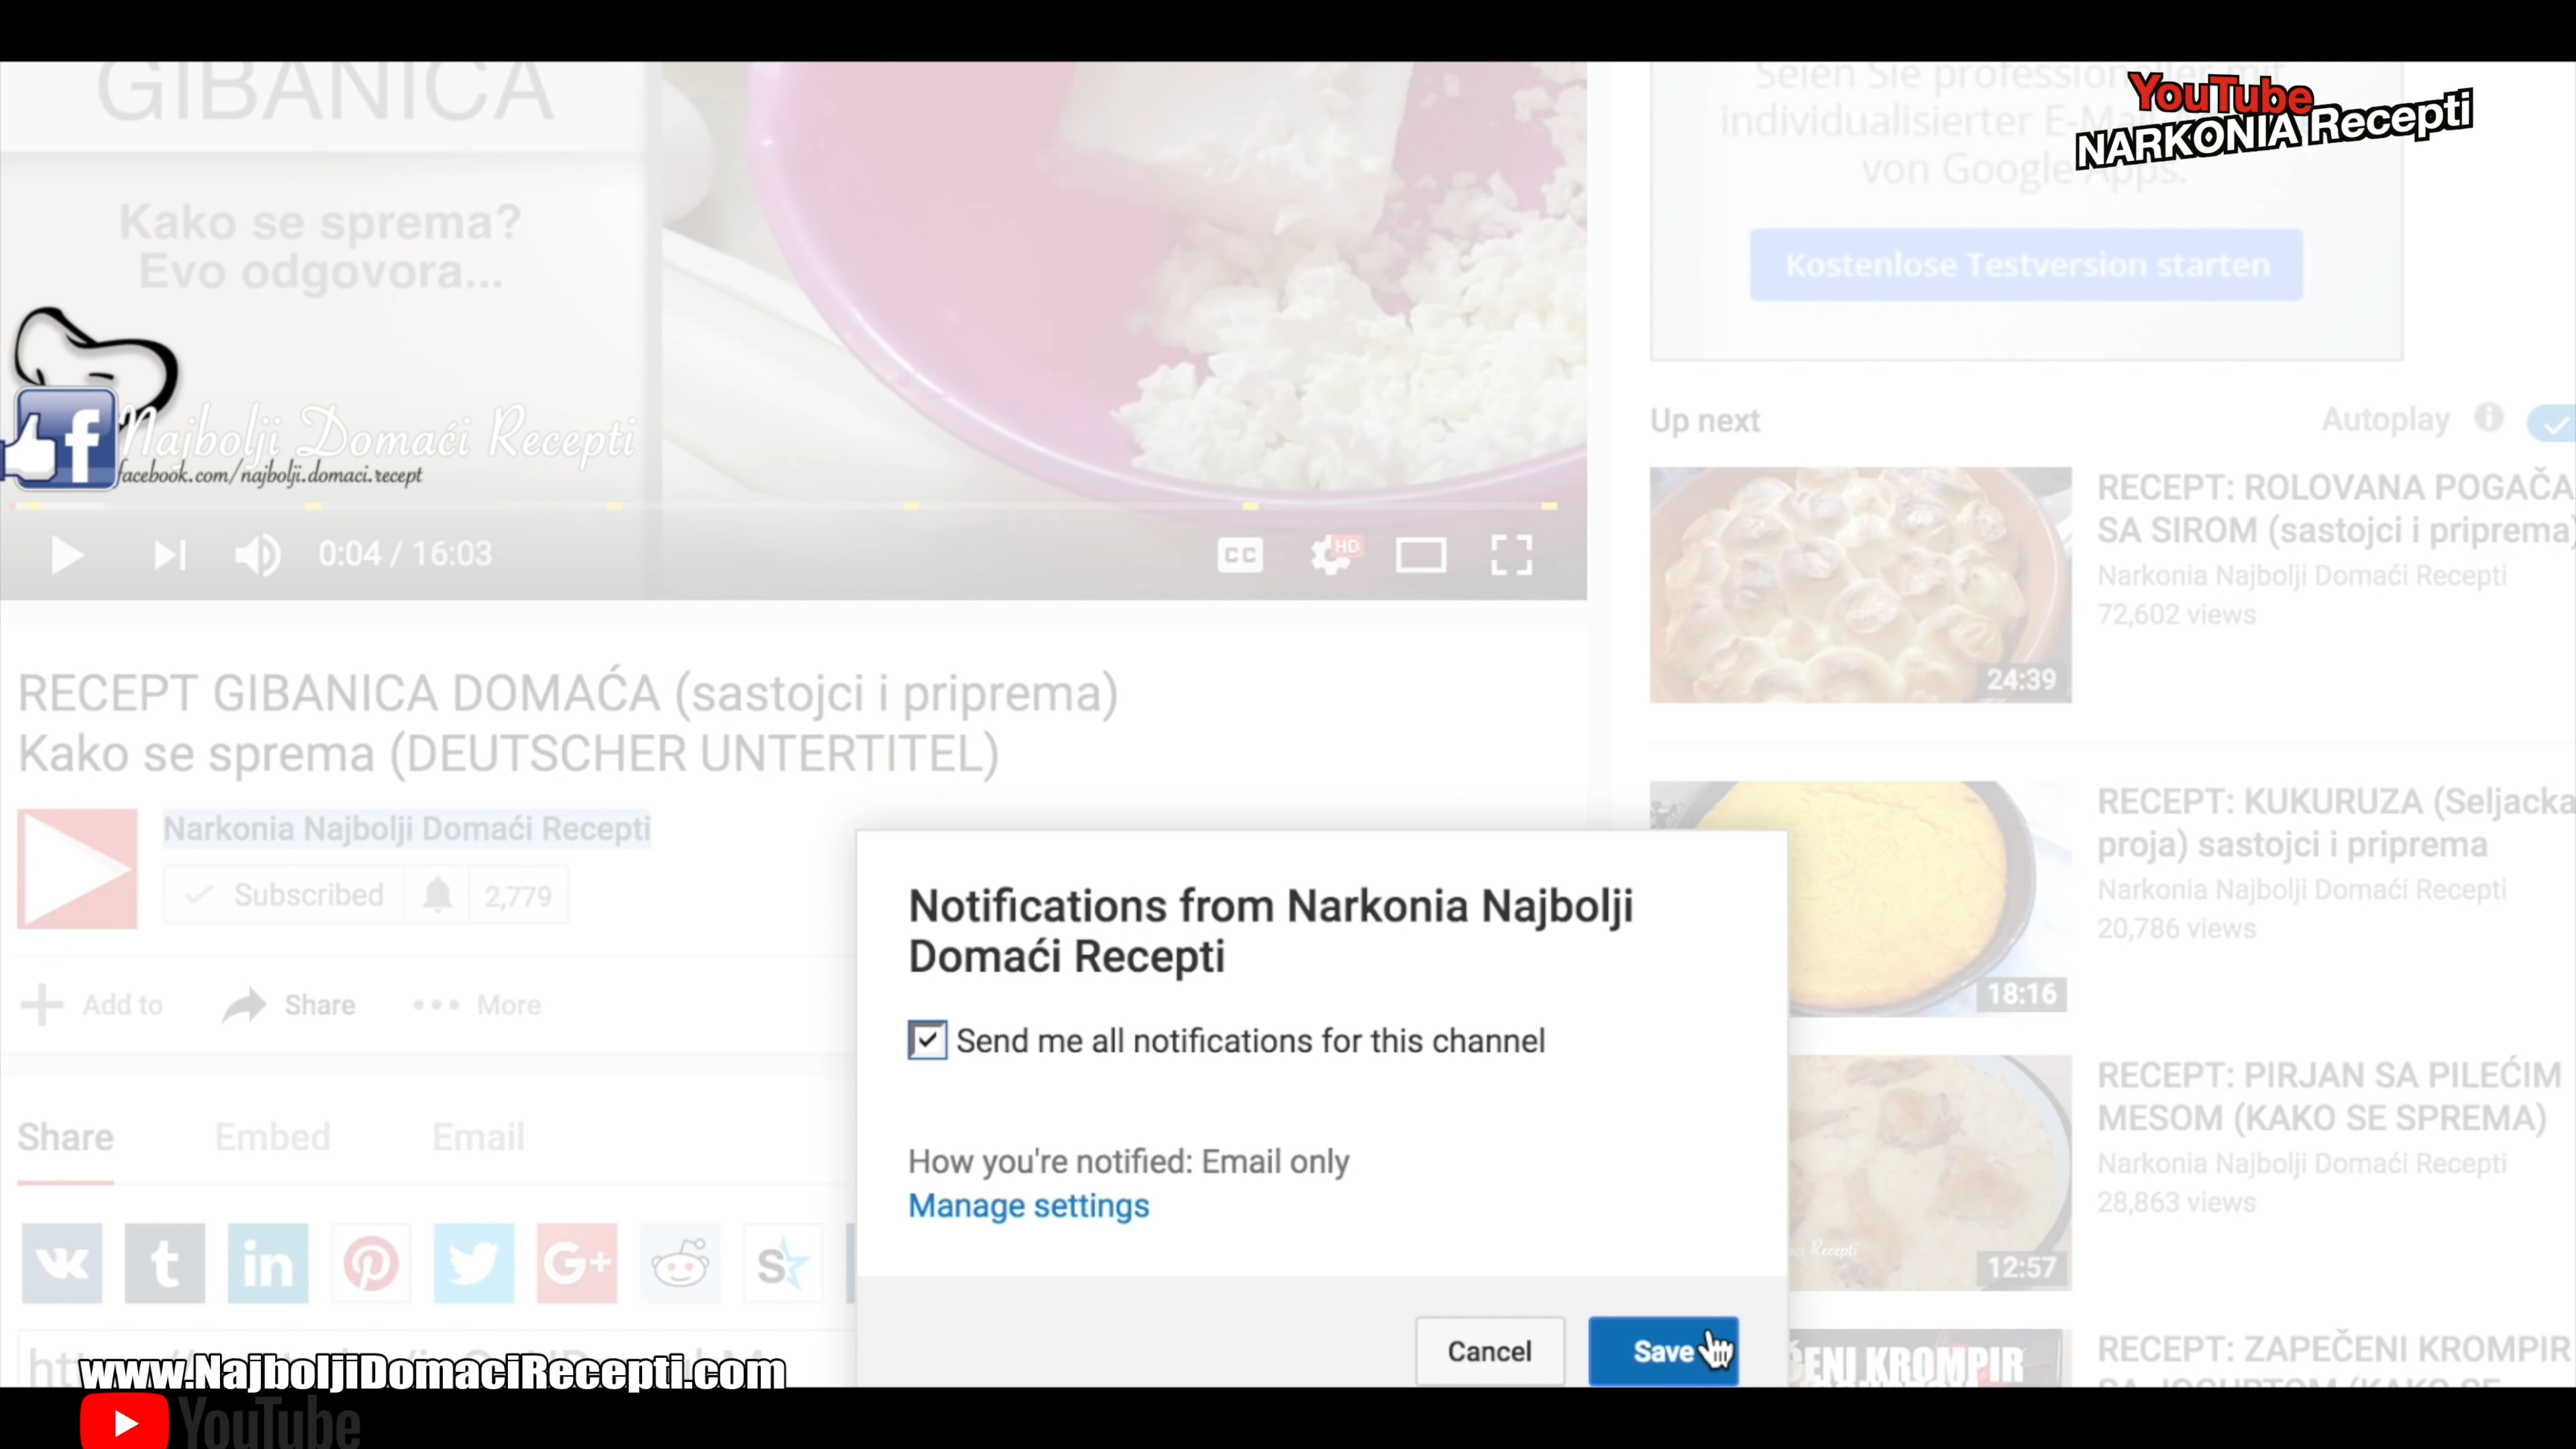 GIBANICA
Kako se sprema?
Evo odgovora...
Najbolji Domaći Recepti
facebook.com/najbolji.domaci.recept
0:04 / 16:03
CC
HD
Seien Sie professioneller mit
individualisierter
von Google Apps.
Kostenlose Testversion starten
YouTube
NARKONIA Recepti
RECEPT GIBANICA DOMAĆA (sastojci i priprema)
Kako se sprema (DEUTSCHER UNTERTITEL)
Narkonia Najbolji Domaći Recepti
Subscribed
2,779
Add to
Share
More
Share
Embed
Email
Notifications from Narkonia Najbolji
Domaći Recepti
Send me all notifications for this channel
How you're notified: Email only
Manage settings
Cancel
Save
Up next
Autoplay
RECEPT: ROLOVANA POGAČA
SA SIROM (sastojci i priprema)
Narkonia Najbolji Domaći Recepti
72,602 views
24:39
RECEPT: KUKURUZA (Seljacka
proja) sastojci i priprema
Narkonia Najbolji Domaći Recepti
20,786 views
18:16
RECEPT: PIRJAN SA PILEĆIM
MESOM (KAKO SE SPREMA)
Narkonia Najbolji Domaći Recepti
28,863 views
Recepti
12:57
RECEPT: ZAPEČENI KROMPIR
KROMPIR
www.NajboljiDomaciRecepti.com
YouTube